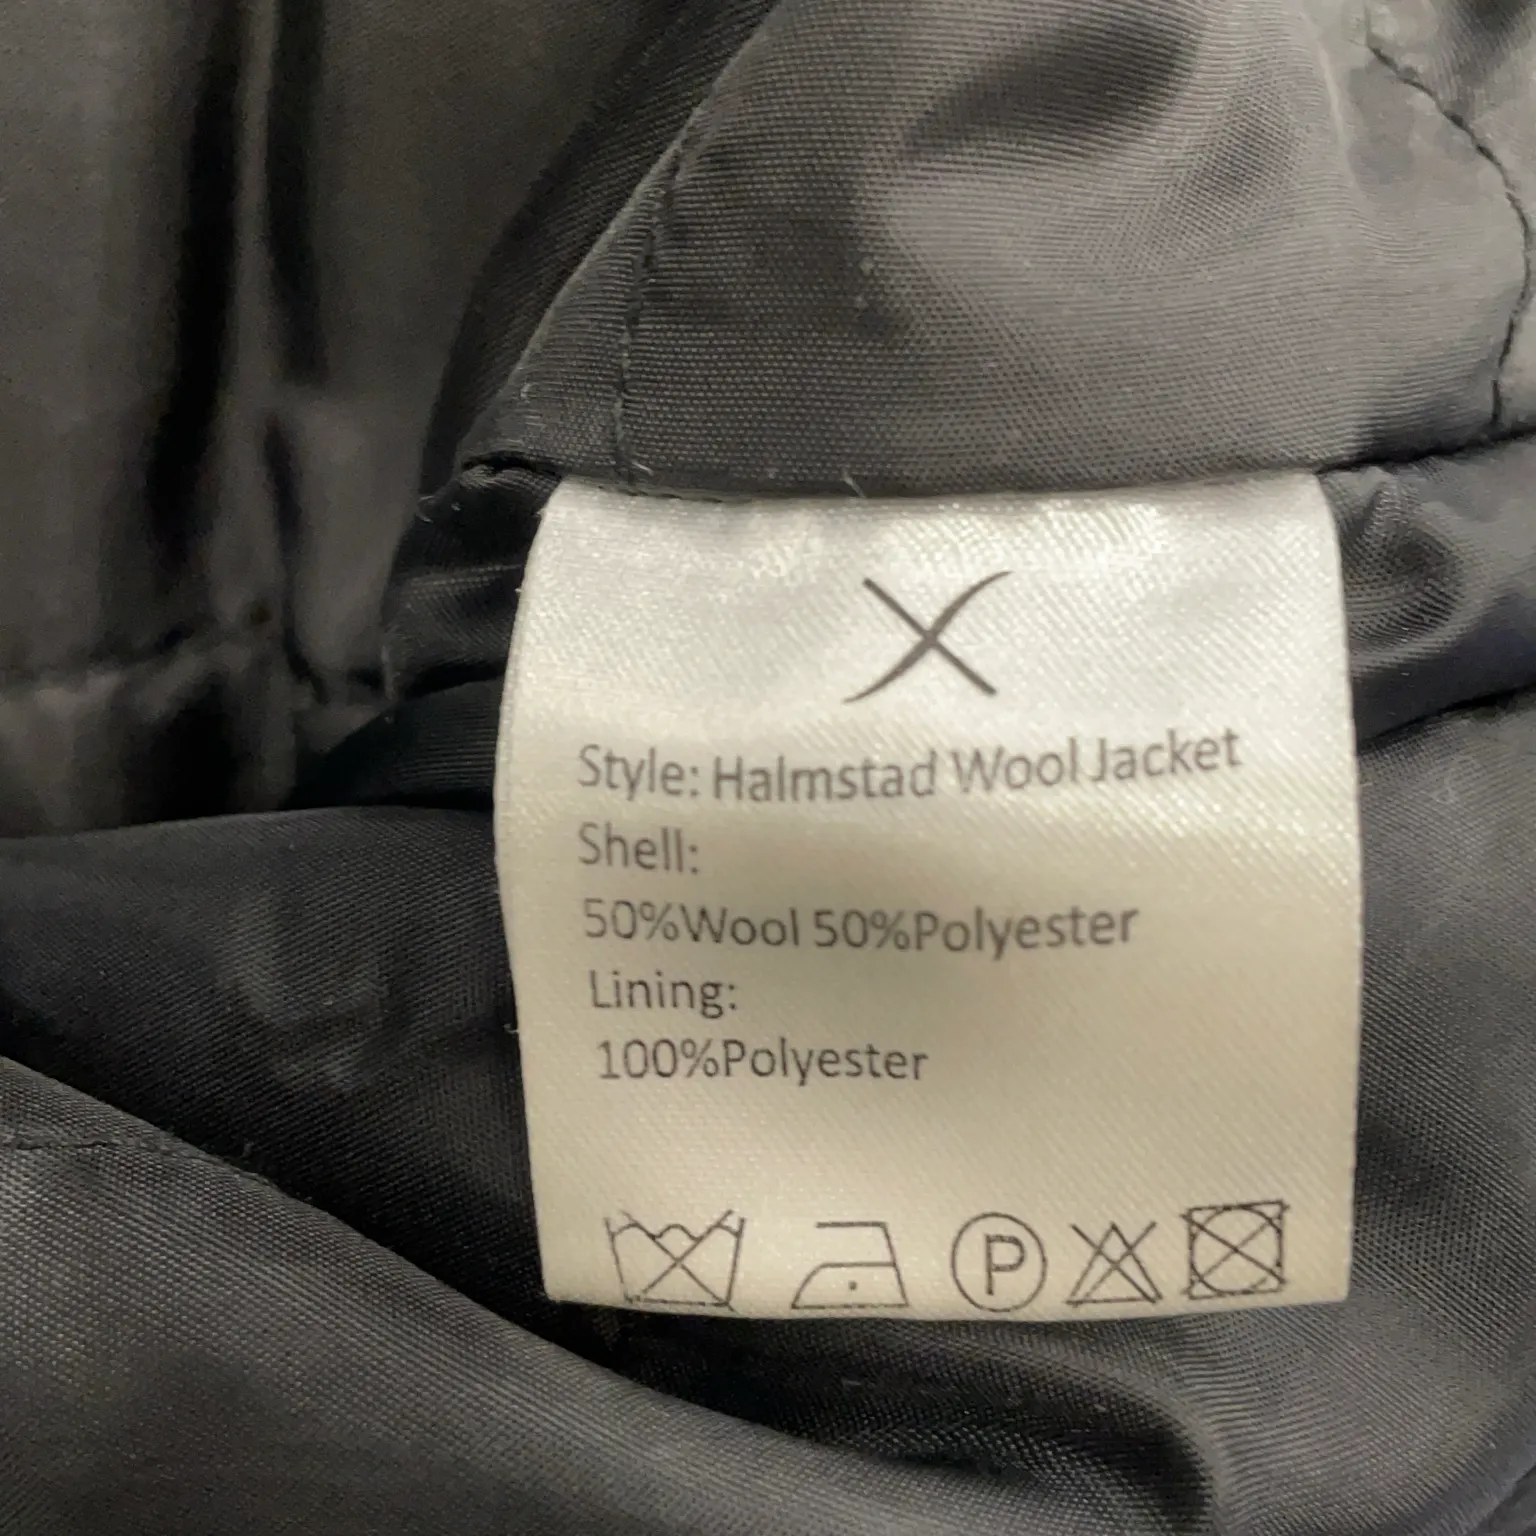 Style: Halmstad Wool Jacket
Shell:
50%Wool 50%Polyester
Lining:
100%Polyester
P